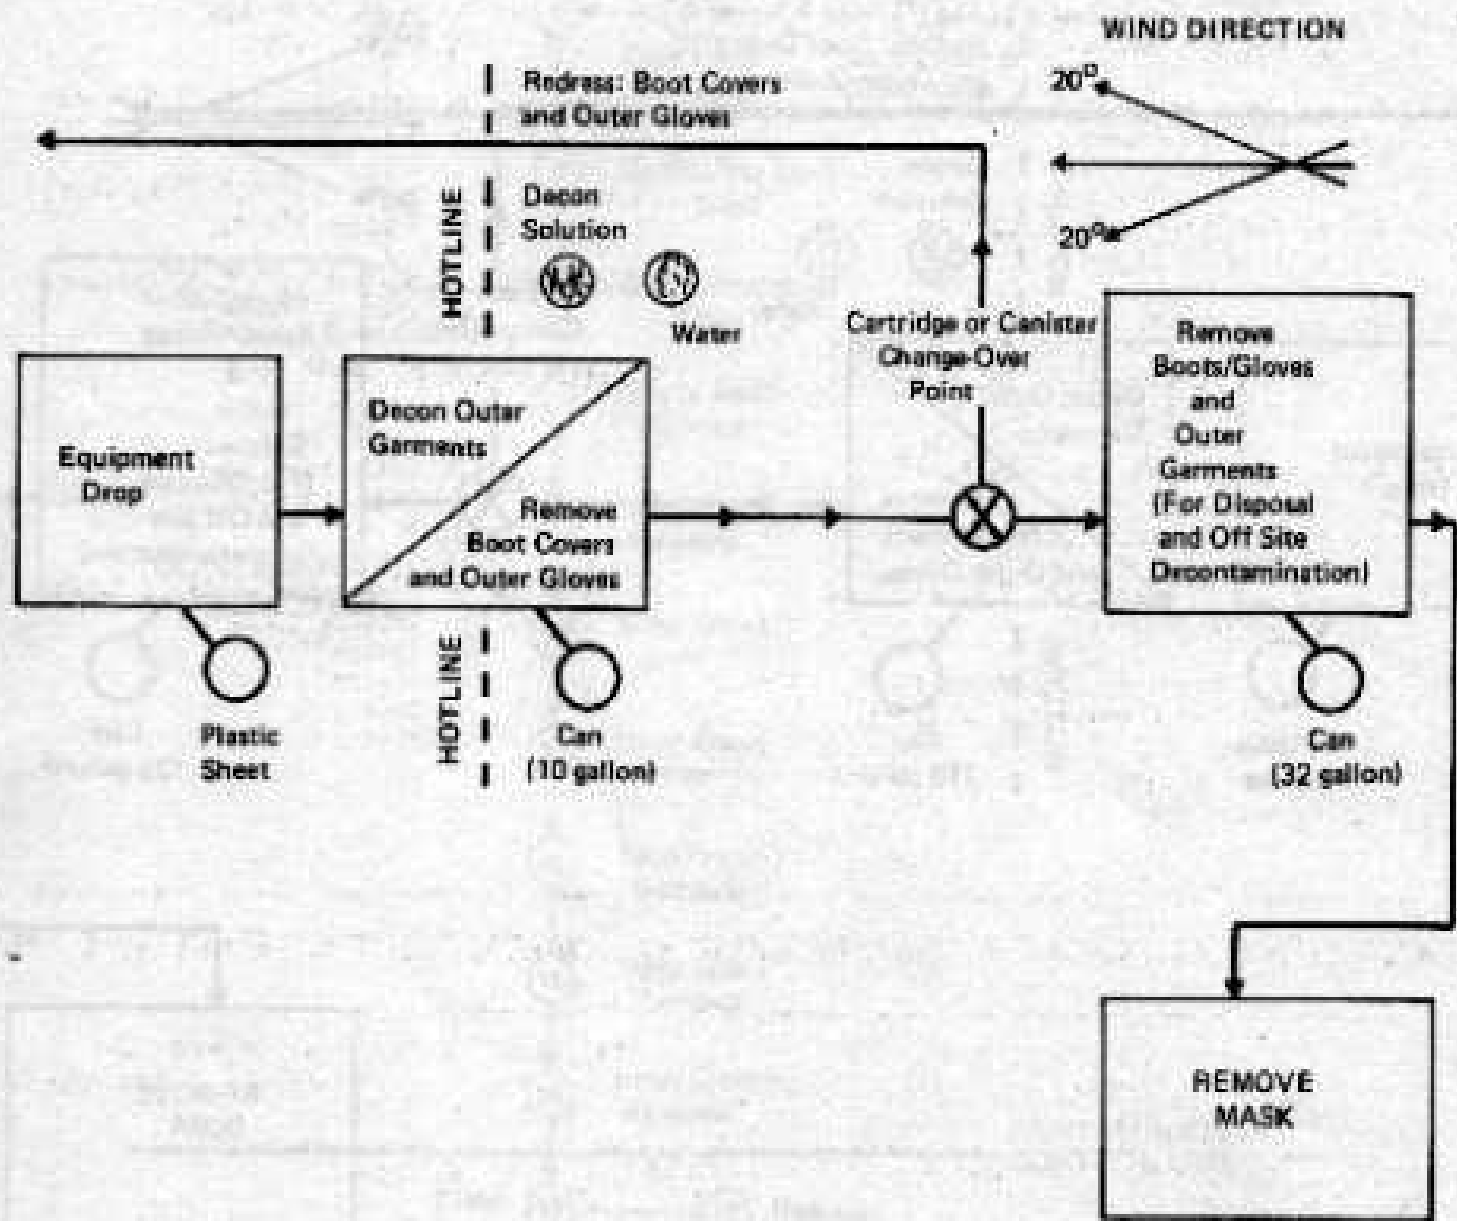 WIND DIRECTION
20°
20°
Redress: Boot Covers
and Outer Gloves
HOTLINE
Decon
Solution
Water
Cartridge or Canister
Change-Over
Point
Equipment
Drop
Decon Outer
Garments
Remove
Boot Covers
and Outer Gloves
Remove
Boots/Gloves
and
Outer
Garments
(For Disposal
and Off Site
Decontamination)
Plastic
Sheet
HOTLINE
Can
(10 gallon)
Can
(32 gallon)
REMOVE
MASK